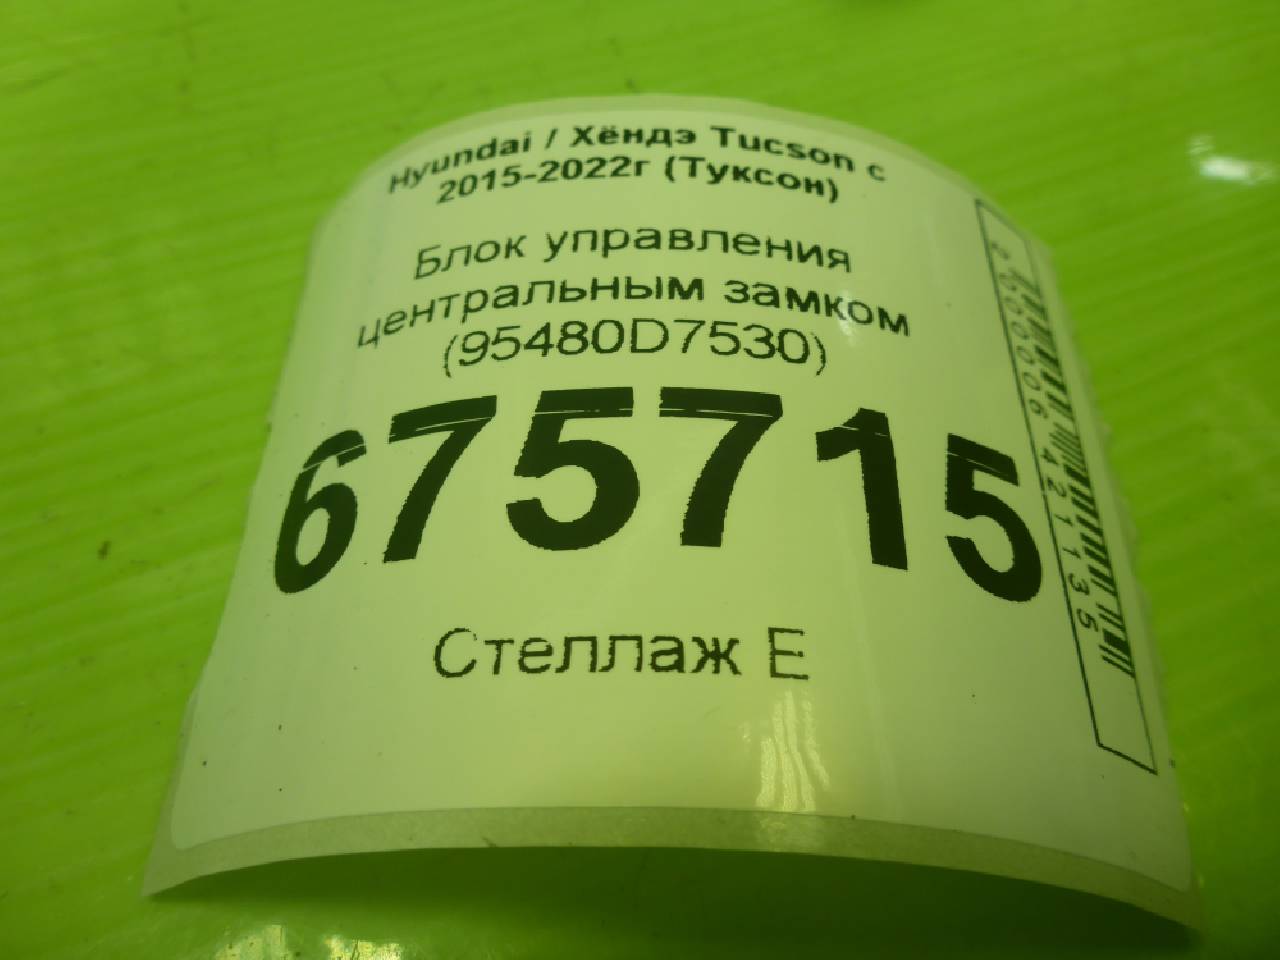 Hyundai / Хёндэ Tucson с
2015-2022г (Туксон)
Блок управления
центральным замком
(95480D7530)
675715
Стеллаж Е
2000006421135